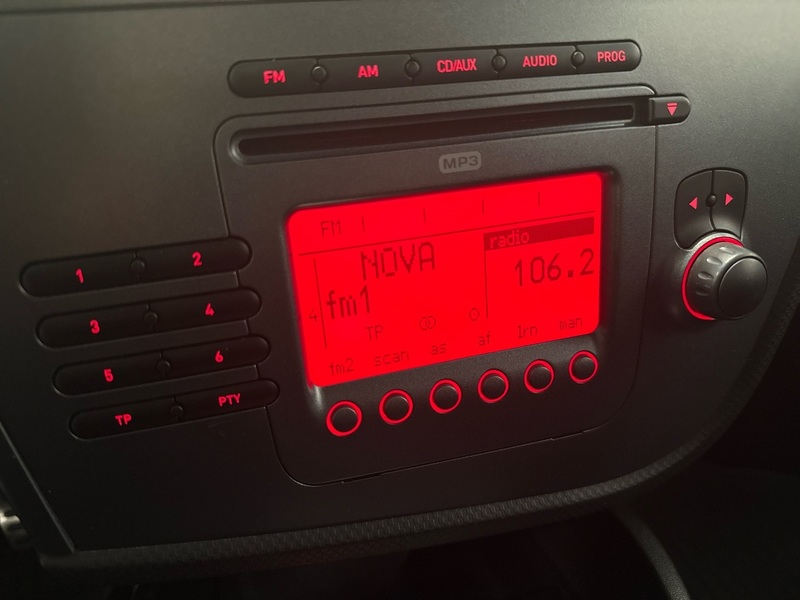 FM AM CD/AUX AUDIO PROG
MP3
FM
radio
NOVA
106.2
fm1
4
TP
fm2 scan as af lrn man
1 2
3 4
5 6
TP PTY